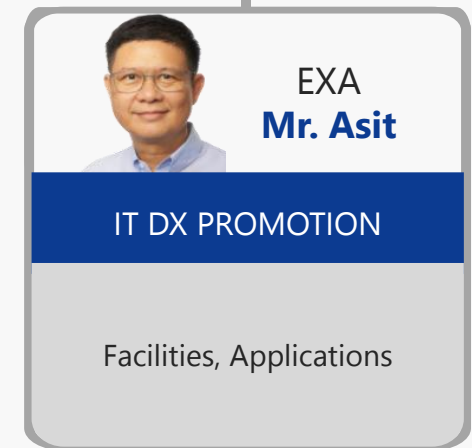 EXA
Mr. Asit
IT DX PROMOTION
Facilities, Applications